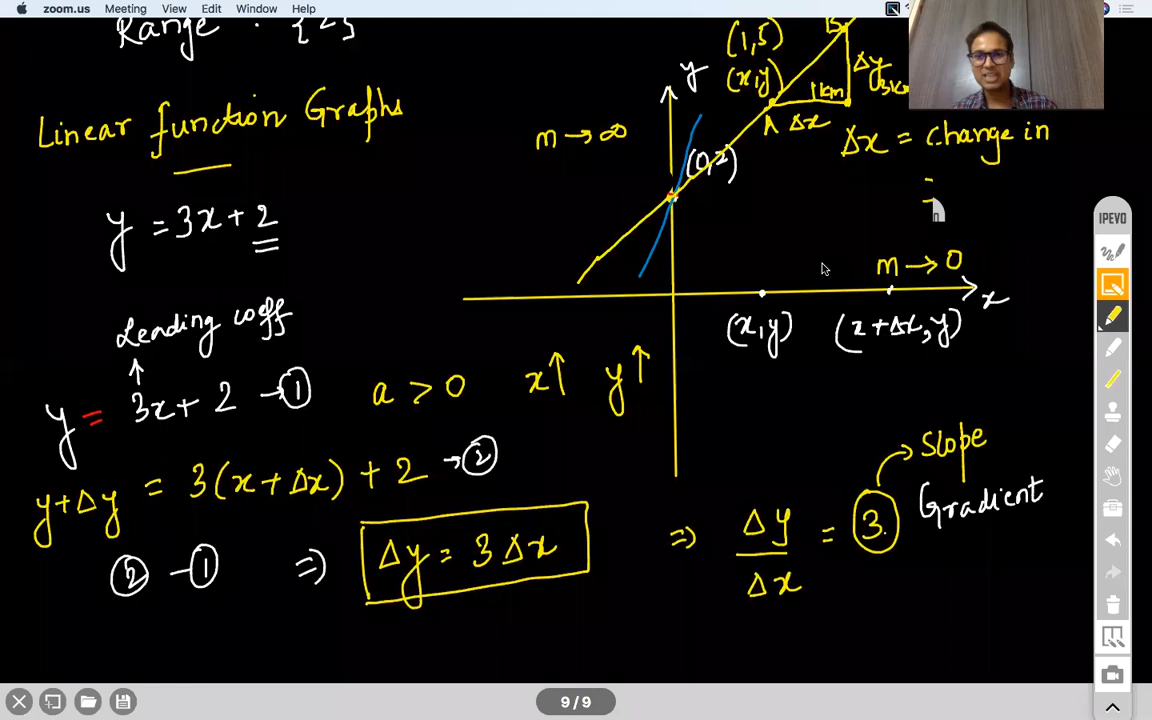 zoom.us Meeting View Edit Window Help
Range : {2}
Linear function Graphs
y = 3x + 2
Leading coeff
y = 3x + 2 → ①
a > 0 x↑ y↑
y+Δy = 3(x+Δx) + 2 → ②
② - ① ⇒ Δy = 3Δx ⇒ Δy/Δx = 3.
Slope
Gradient
m → ∞
y
(0,2)
(1,5)
(x,y)
B
A
Δx
1km
Δy
Δx = change in
=
m → 0
x
(x,y)
(x+Δx,y)
IPEVO
9 / 9